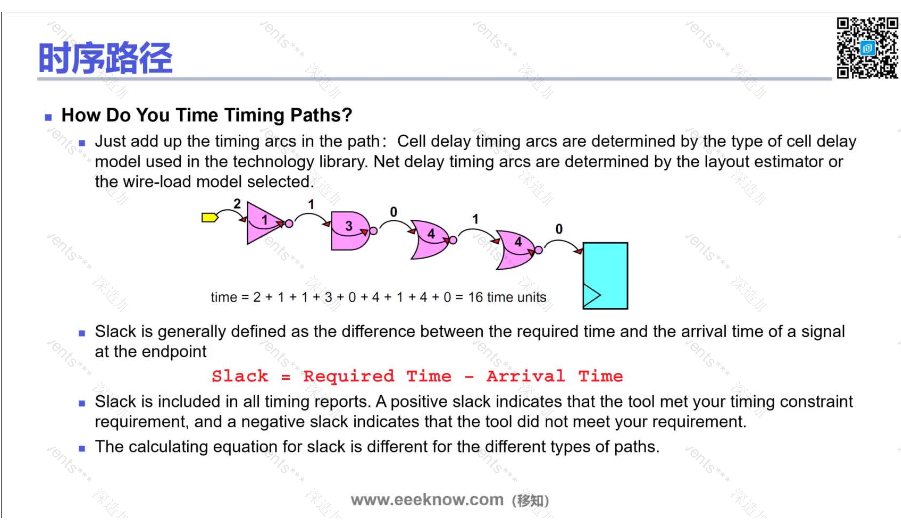 时序路径
How Do You Time Timing Paths?
Just add up the timing arcs in the path： Cell delay timing arcs are determined by the type of cell delay
model used in the technology library. Net delay timing arcs are determined by the layout estimator or
the wire-load model selected.
2 1 1 3 0 4 1 4 0
time = 2 + 1 + 1 + 3 + 0 + 4 + 1 + 4 + 0 = 16 time units
Slack is generally defined as the difference between the required time and the arrival time of a signal
at the endpoint
Slack = Required Time – Arrival Time
Slack is included in all timing reports. A positive slack indicates that the tool met your timing constraint
requirement, and a negative slack indicates that the tool did not meet your requirement.
The calculating equation for slack is different for the different types of paths.
www.eeeknow.com（移知）